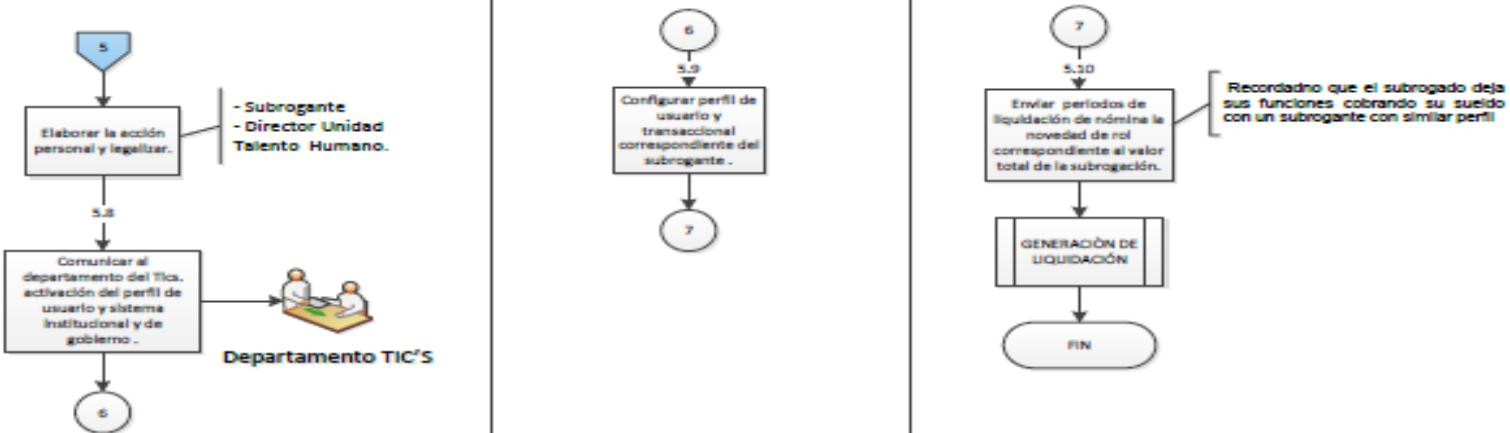 5
Elaborar la acción
personal y legalizar.
- Subrogante
- Director Unidad
Talento Humano.
5.8
Comunicar al
departamento del Tics.
activación del perfil de
usuario y sistema
institucional y de
gobierno .
Departamento TIC'S
6
6
5.9
Configurar perfil de
usuario y
transaccional
correspondiente del
subrogante .
7
7
5.10
Enviar periodos de
liquidación de nómina la
novedad de rol
correspondiente al valor
total de la subrogación.
Recordadno que el subrogado deja
sus funciones cobrando su sueldo
con un subrogante con similar perfil
GENERACIÒN DE
LIQUIDACIÓN
FIN